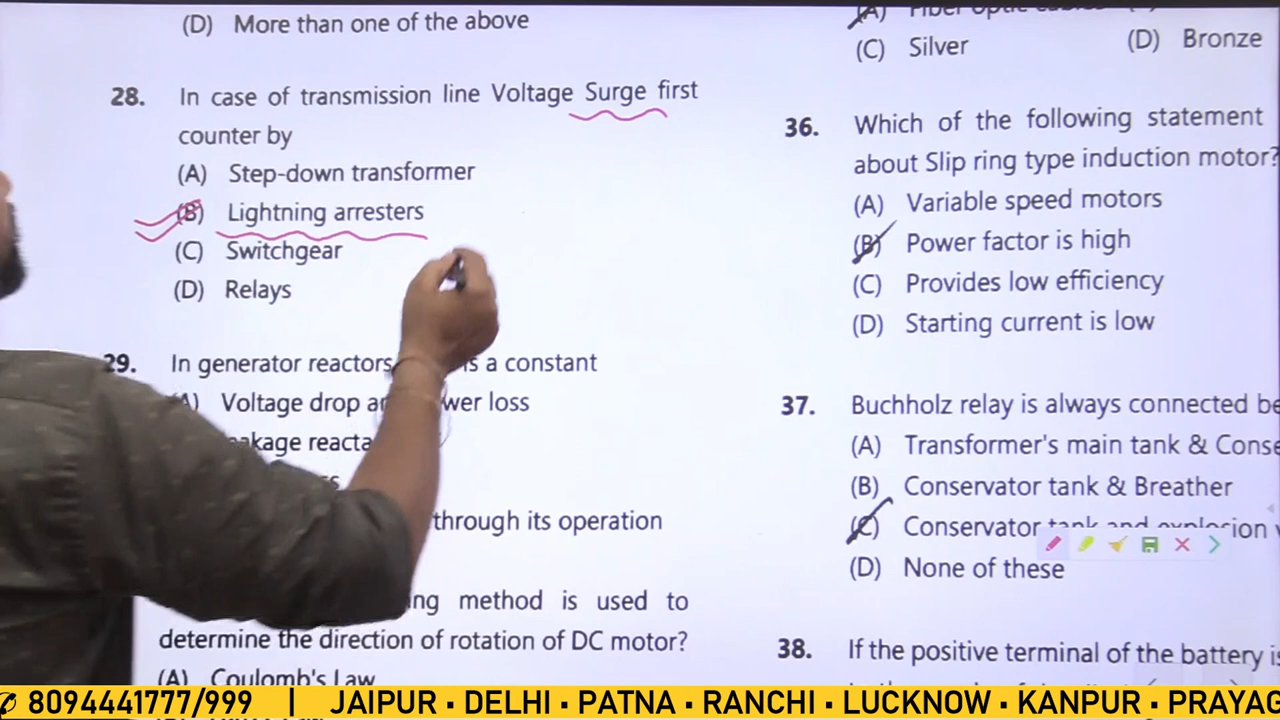 (D) More than one of the above
28. In case of transmission line Voltage Surge first
counter by
(A) Step-down transformer
(B) Lightning arresters
(C) Switchgear
(D) Relays
29. In generator reactors is a constant
(A) Voltage drop
loss
through its operation
method is used to
determine the direction of rotation of DC motor?
(A) Coulomb's Law
(A) Fiber optic
(C) Silver (D) Bronze
36. Which of the following statement
about Slip ring type induction motor?
(A) Variable speed motors
(B) Power factor is high
(C) Provides low efficiency
(D) Starting current is low
37. Buchholz relay is always connected
(A) Transformer's main tank &
(B) Conservator tank & Breather
(C) Conservator tank and explosion
(D) None of these
38. If the positive terminal of the battery
8094441777/999 | JAIPUR • DELHI • PATNA • RANCHI • LUCKNOW • KANPUR • PRAYAG